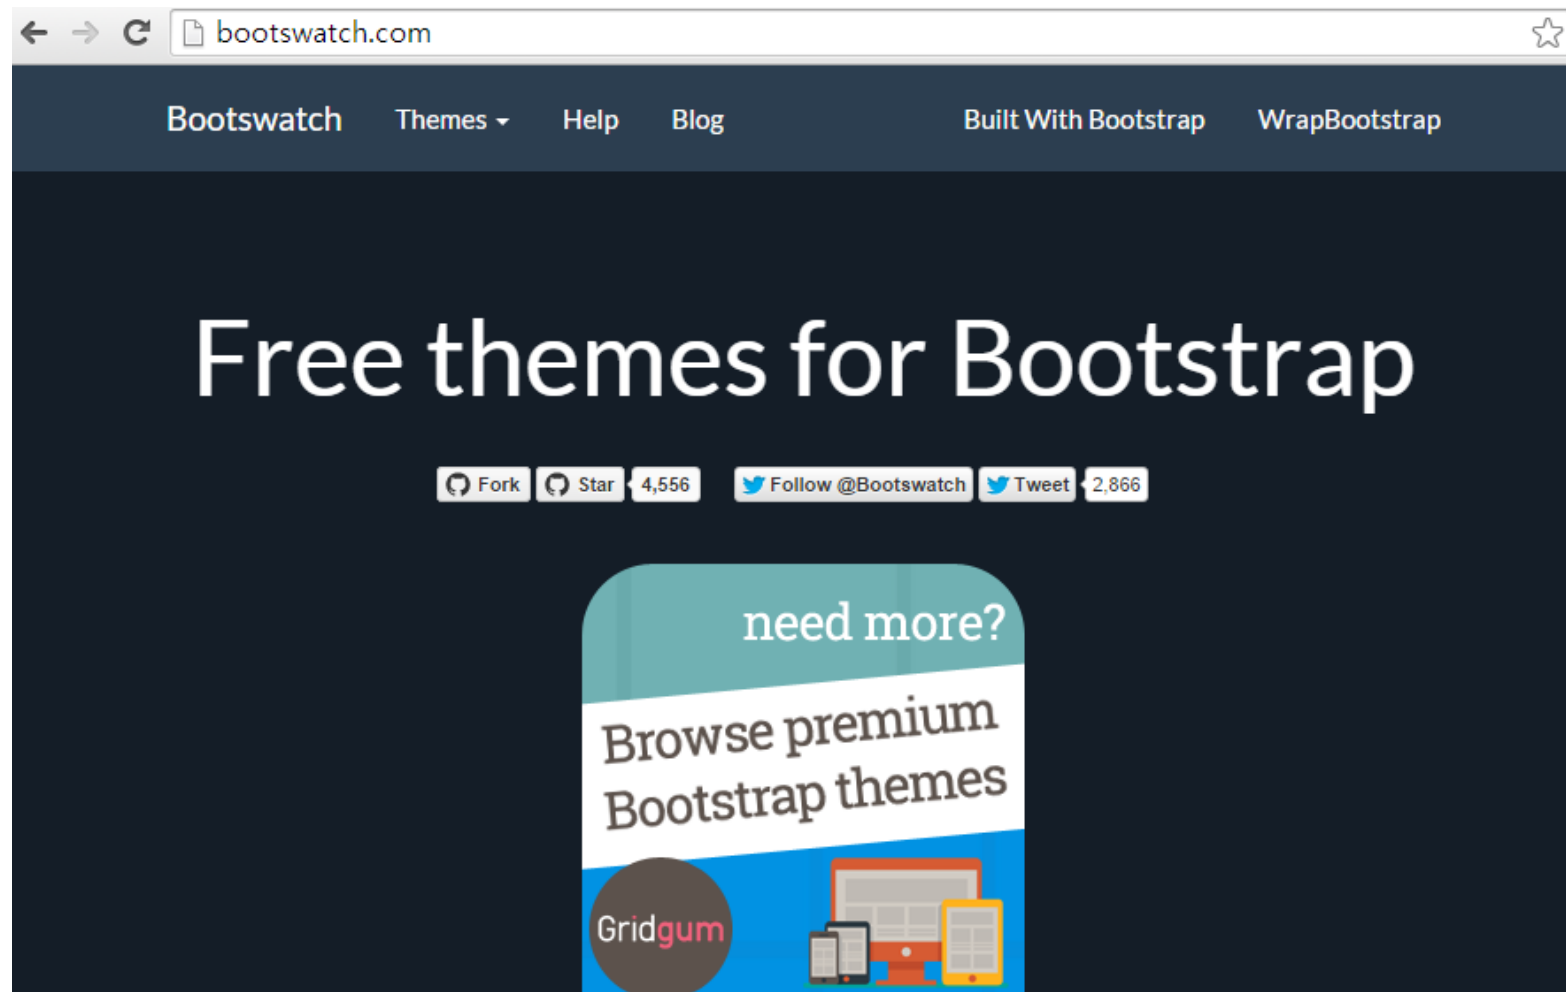 bootswatch.com
Bootswatch Themes Help Blog Built With Bootstrap WrapBootstrap
Free themes for Bootstrap
Fork Star 4,556 Follow @Bootswatch Tweet 2,866
need more?
Browse premium
Bootstrap themes
Gridgum